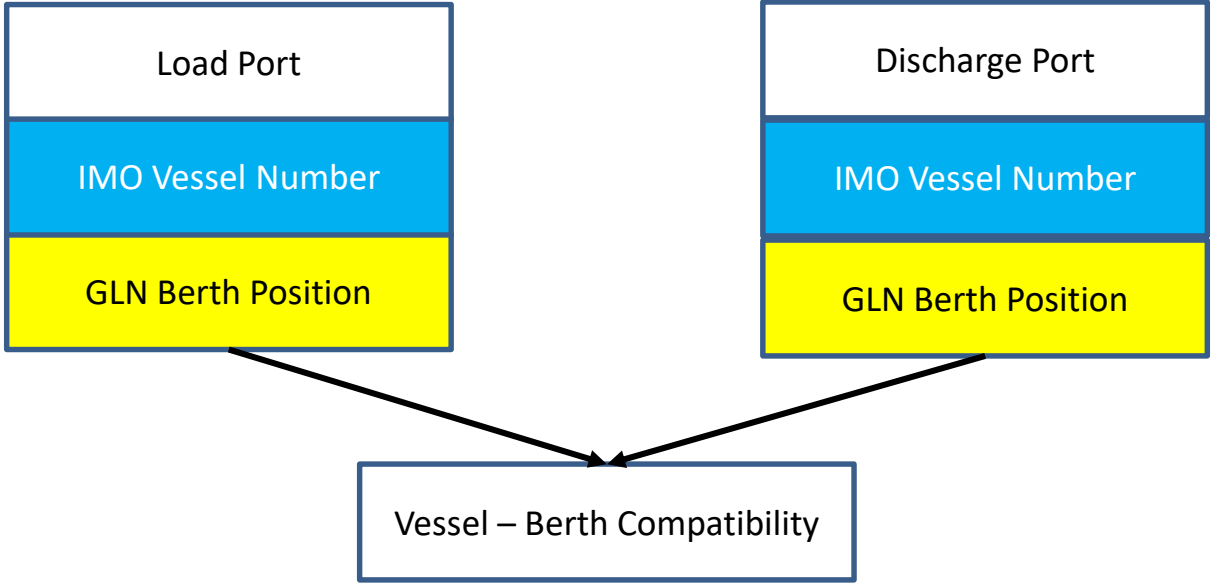 Load Port
IMO Vessel Number
GLN Berth Position
Discharge Port
IMO Vessel Number
GLN Berth Position
Vessel – Berth Compatibility